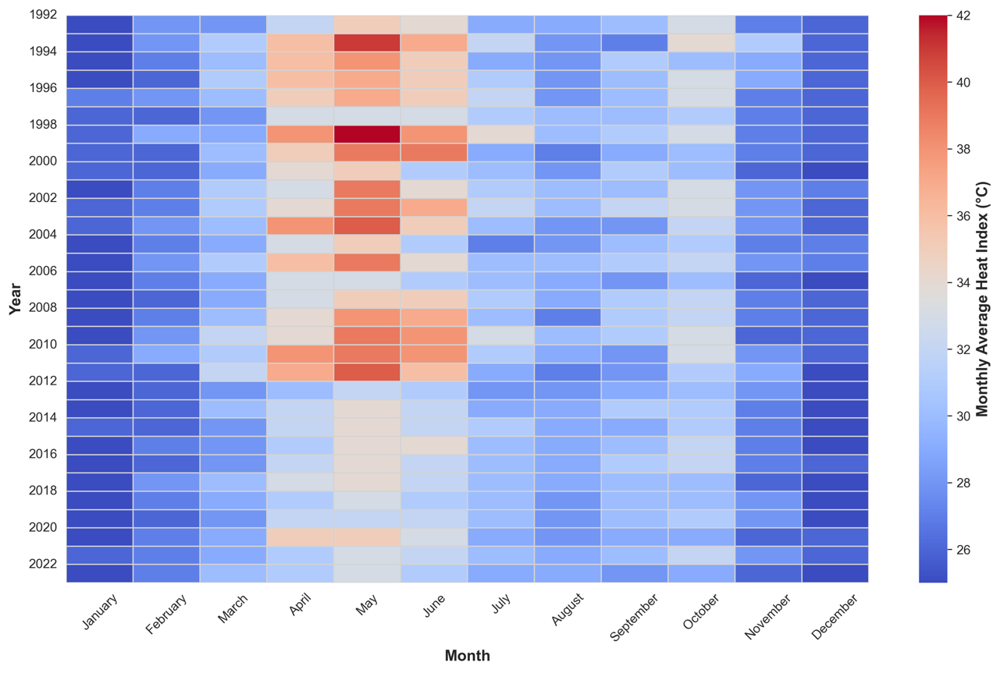 1992
1994
1996
1998
2000
2002
2004
2006
2008
2010
2012
2014
2016
2018
2020
2022
Year
January
February
March
April
May
June
July
August
September
October
November
December
Month
42
40
38
36
34
32
30
28
26
Monthly Average Heat Index (°C)